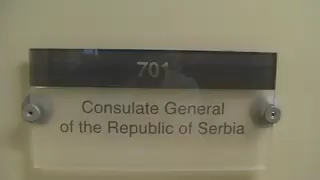 701
Consulate General
of the Republic of Serbia